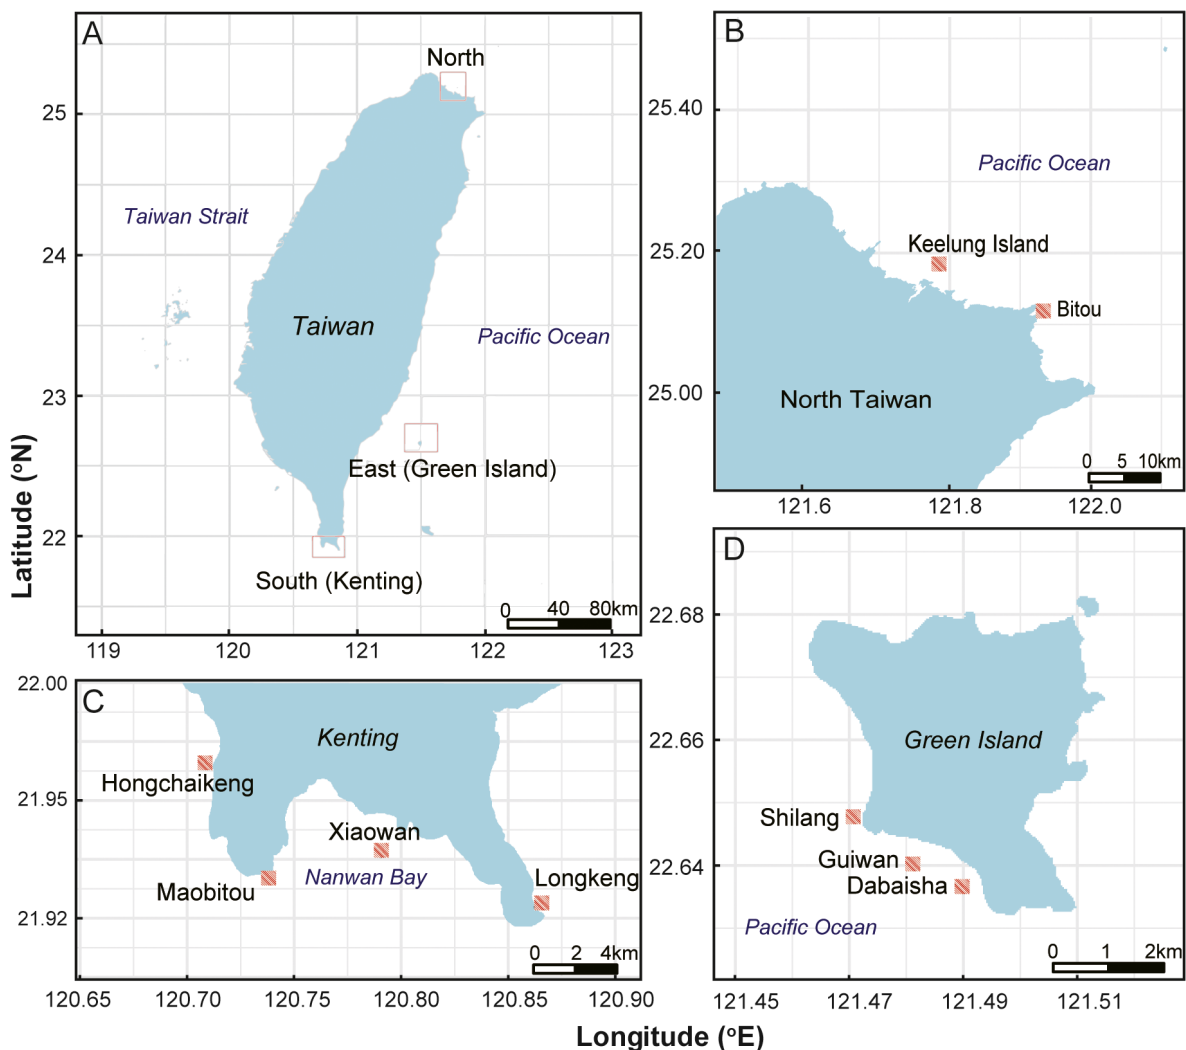 A
North
25
Taiwan Strait
24
Taiwan
Pacific Ocean
23
East (Green Island)
22
South (Kenting)
0 40 80km
119 120 121 122 123
B
25.40
Pacific Ocean
25.20
Keelung Island
Bitou
25.00
North Taiwan
0 5 10km
121.6 121.8 122.0
Latitude (oN)
C
22.00
Kenting
Hongchaikeng
21.95
Xiaowan
Nanwan Bay
Longkeng
Maobitou
21.92
0 2 4km
120.65 120.70 120.75 120.80 120.85 120.90
D
22.68
22.66
Green Island
Shilang
Guiwan
22.64
Dabaisha
Pacific Ocean
0 1 2km
121.45 121.47 121.49 121.51
Longitude (oE)